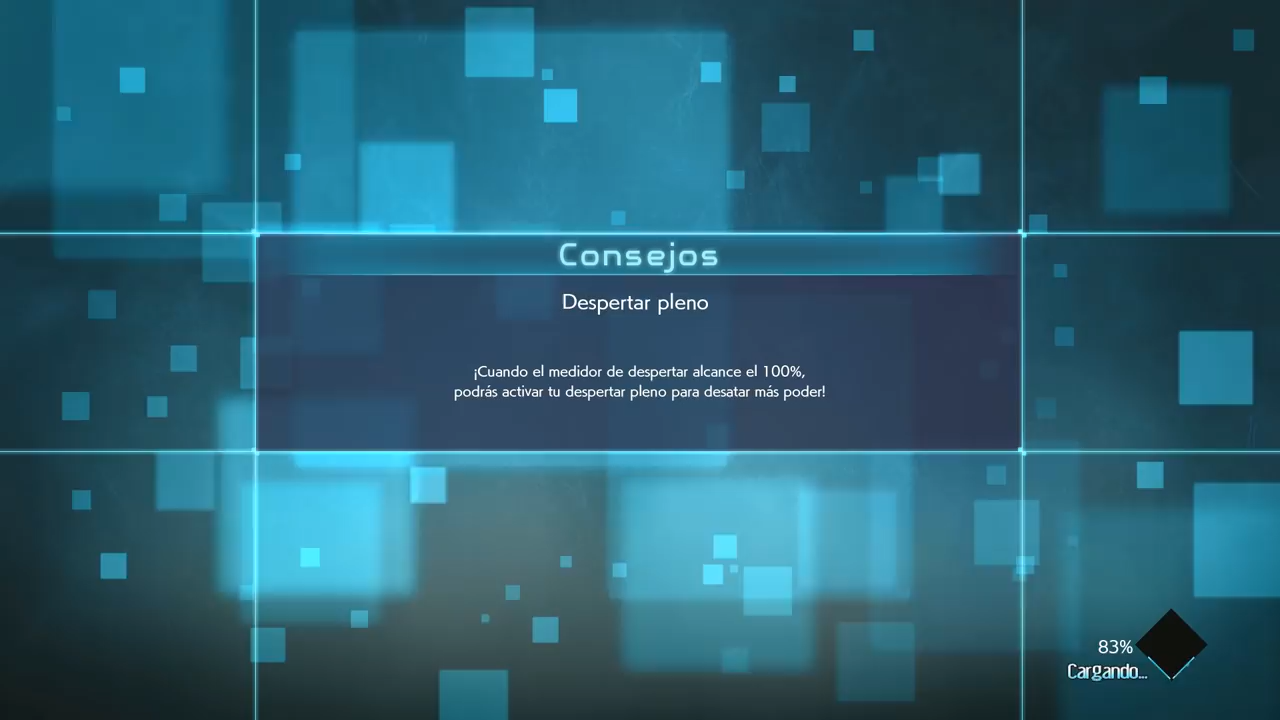 Consejos
Despertar pleno
¡Cuando el medidor de despertar alcance el 100%,
podrás activar tu despertar pleno para desatar más poder!
83%
Cargando...